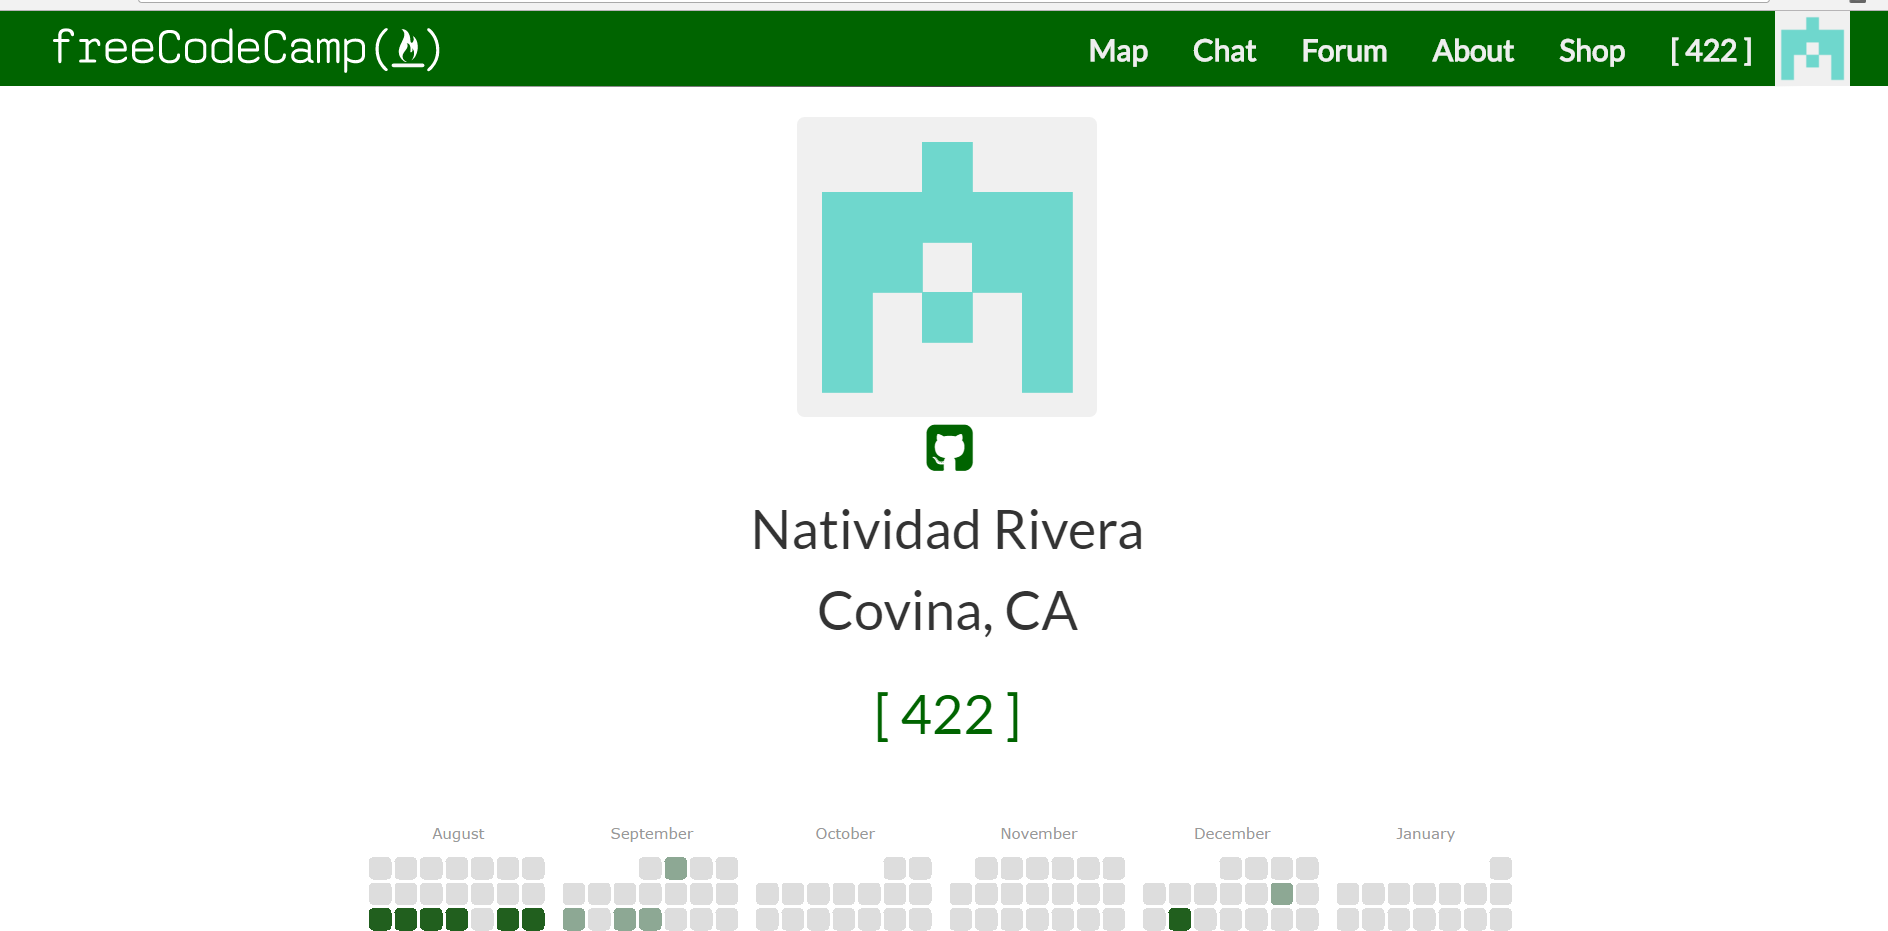 freeCodeCamp( ) Map Chat Forum About Shop [ 422 ]
Natividad Rivera
Covina, CA
[ 422 ]
August September October November December January